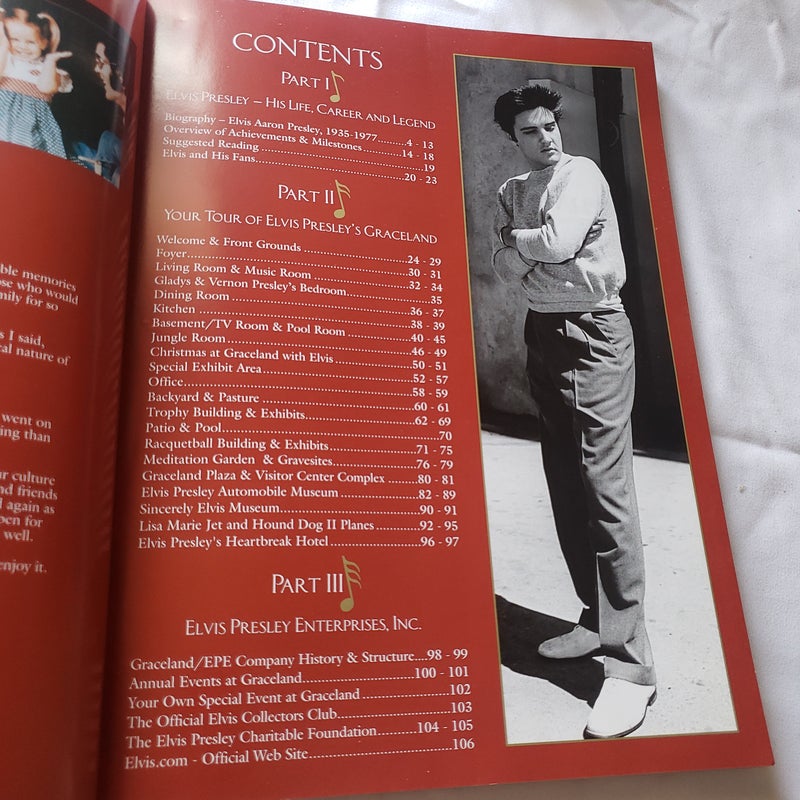 ble memories
ose who would
mily for so
s I said,
al nature of
went on
ing than
ur culture
nd friends
d again as
pen for
well.
enjoy it.
CONTENTS
PART I
ELVIS PRESLEY – HIS LIFE, CAREER AND LEGEND
Biography – Elvis Aaron Presley, 1935-1977.........4 - 13
Overview of Achievements & Milestones..........14 - 18
Suggested Reading ..........19
Elvis and His Fans..........20 - 23
PART II
YOUR TOUR OF ELVIS PRESLEY'S GRACELAND
Welcome & Front Grounds ..........24 - 29
Foyer..........30 - 31
Living Room & Music Room ..........32 - 34
Gladys & Vernon Presley's Bedroom..........35
Dining Room ..........36 - 37
Kitchen ..........38 - 39
Basement/TV Room & Pool Room ..........40 - 45
Jungle Room..........46 - 49
Christmas at Graceland with Elvis..........50 - 51
Special Exhibit Area..........52 - 57
Office..........58 - 59
Backyard & Pasture ..........60 - 61
Trophy Building & Exhibits..........62 - 69
Patio & Pool..........70
Racquetball Building & Exhibits..........71 - 75
Meditation Garden & Gravesites..........76 - 79
Graceland Plaza & Visitor Center Complex ........80 - 81
Elvis Presley Automobile Museum ..........82 - 89
Sincerely Elvis Museum..........90 - 91
Lisa Marie Jet and Hound Dog II Planes ..........92 - 95
Elvis Presley's Heartbreak Hotel ..........96 - 97
PART III
ELVIS PRESLEY ENTERPRISES, INC.
Graceland/EPE Company History & Structure....98 - 99
Annual Events at Graceland..........100 - 101
Your Own Special Event at Graceland ..........102
The Official Elvis Collectors Club..........103
The Elvis Presley Charitable Foundation..........104 - 105
Elvis.com - Official Web Site..........106